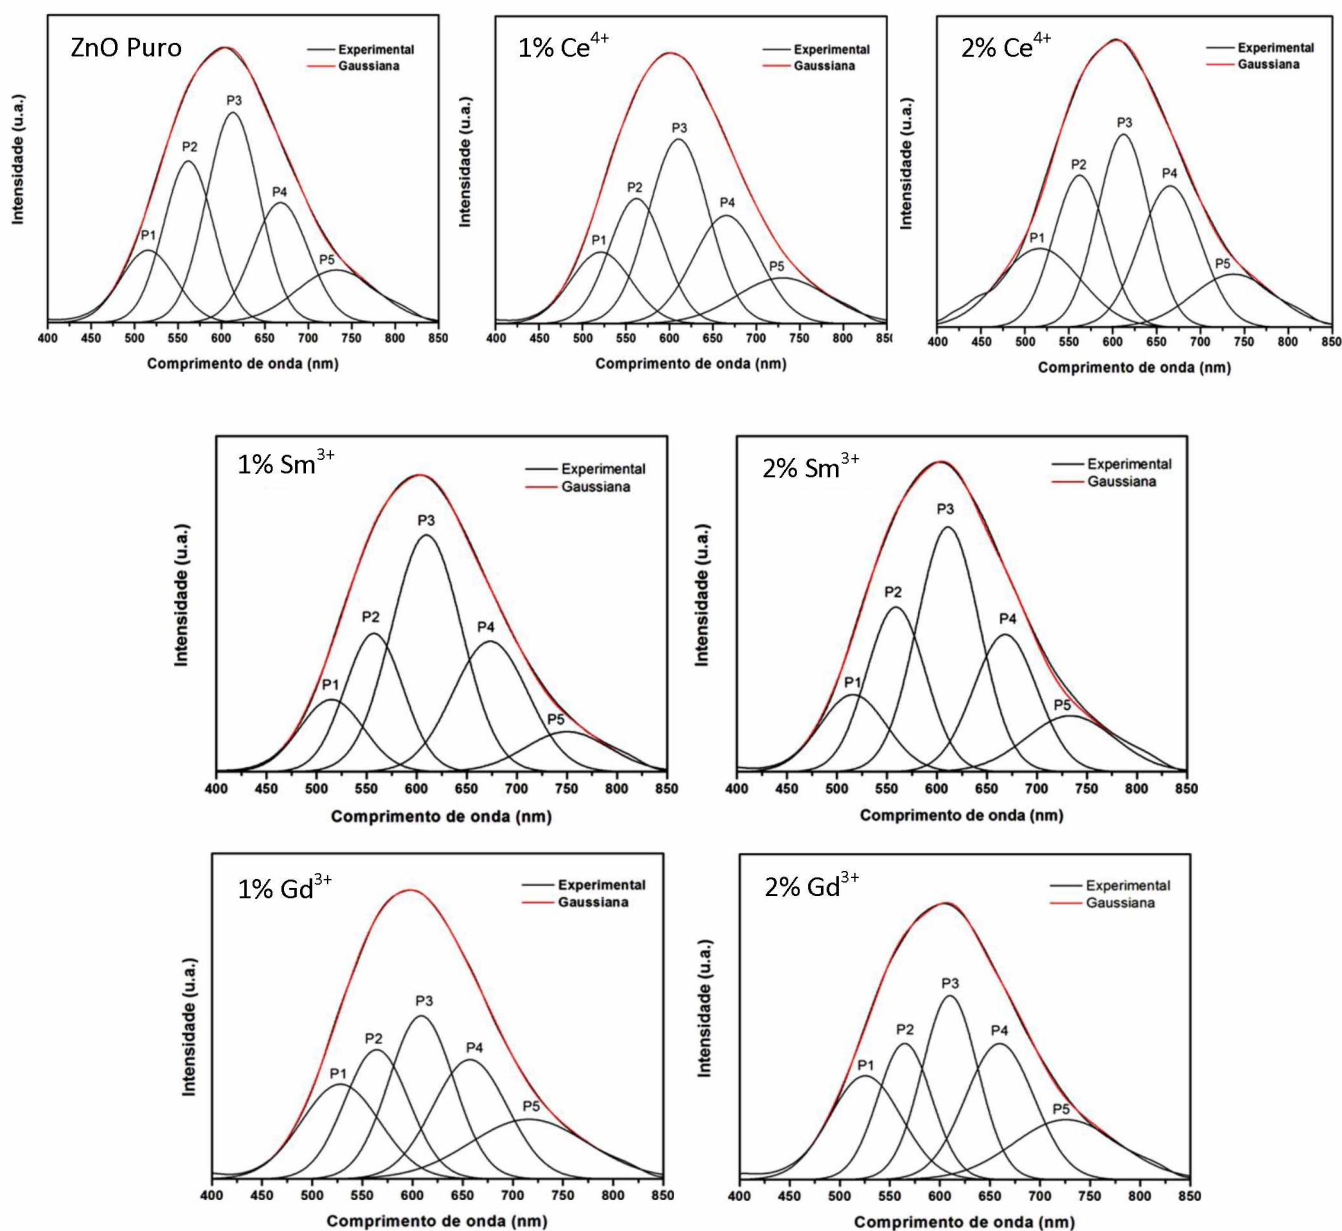 ZnO Puro
Experimental
Gaussiana
P1
P2
P3
P4
P5
Intensidade (u.a.)
400 450 500 550 600 650 700 750 800 850
Comprimento de onda (nm)
1% Ce⁴⁺
Experimental
Gaussiana
P1
P2
P3
P4
P5
Intensidade (u.a.)
400 450 500 550 600 650 700 750 800 850
Comprimento de onda (nm)
2% Ce⁴⁺
Experimental
Gaussiana
P1
P2
P3
P4
P5
Intensidade (u.a.)
400 450 500 550 600 650 700 750 800 850
Comprimento de onda (nm)
1% Sm³⁺
Experimental
Gaussiana
P1
P2
P3
P4
P5
Intensidade (u.a.)
400 450 500 550 600 650 700 750 800 850
Comprimento de onda (nm)
2% Sm³⁺
Experimental
Gaussiana
P1
P2
P3
P4
P5
Intensidade (u.a.)
400 450 500 550 600 650 700 750 800 850
Comprimento de onda (nm)
1% Gd³⁺
Experimental
Gaussiana
P1
P2
P3
P4
P5
Intensidade (u.a.)
400 450 500 550 600 650 700 750 800 850
Comprimento de onda (nm)
2% Gd³⁺
Experimental
Gaussiana
P1
P2
P3
P4
P5
Intensidade (u.a.)
400 450 500 550 600 650 700 750 800 850
Comprimento de onda (nm)